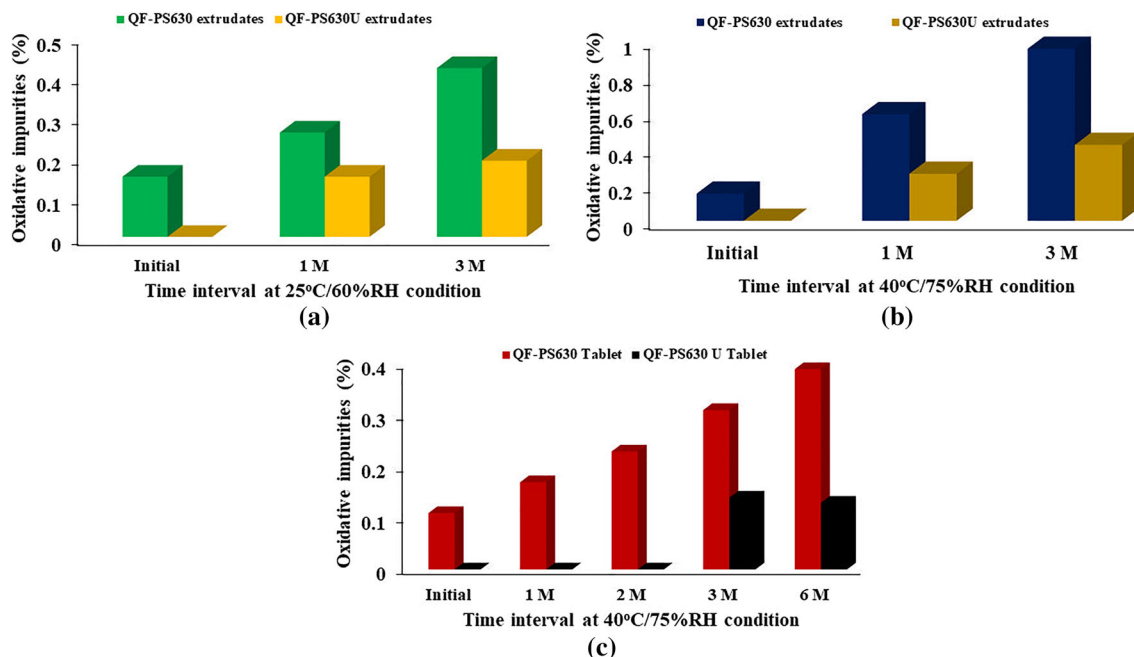 QF-PS630 extrudates QF-PS630U extrudates
Oxidative impurities (%)
0.5
0.4
0.3
0.2
0.1
0
Initial 1 M 3 M
Time interval at 25ºC/60%RH condition
(a)
QF-PS630 extrudates QF-PS630U extrudates
Oxidative impurities (%)
1
0.8
0.6
0.4
0.2
0
Initial 1 M 3 M
Time interval at 40ºC/75%RH condition
(b)
QF-PS630 Tablet QF-PS630 U Tablet
Oxidative impurities (%)
0.4
0.3
0.2
0.1
0
Initial 1 M 2 M 3 M 6 M
Time interval at 40ºC/75%RH condition
(c)